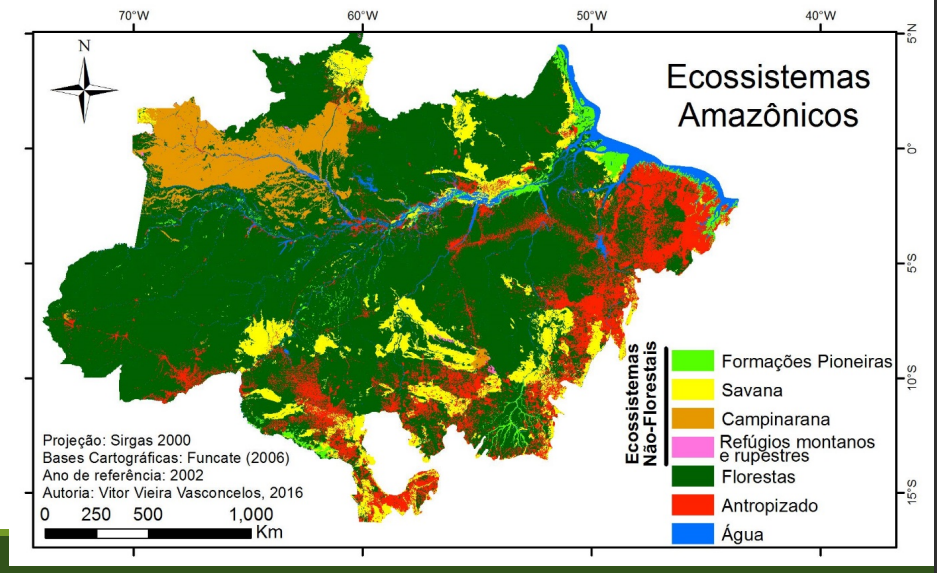 70°W 60°W 50°W 40°W
N
5°N
0°
5°S
10°S
15°S
Ecossistemas
Amazônicos
Ecossistemas
Não-Florestais
Formações Pioneiras
Savana
Campinarana
Refúgios montanos
e rupestres
Florestas
Antropizado
Água
Projeção: Sirgas 2000
Bases Cartográficas: Funcate (2006)
Ano de referência: 2002
Autoria: Vitor Vieira Vasconcelos, 2016
0 250 500 1,000
Km